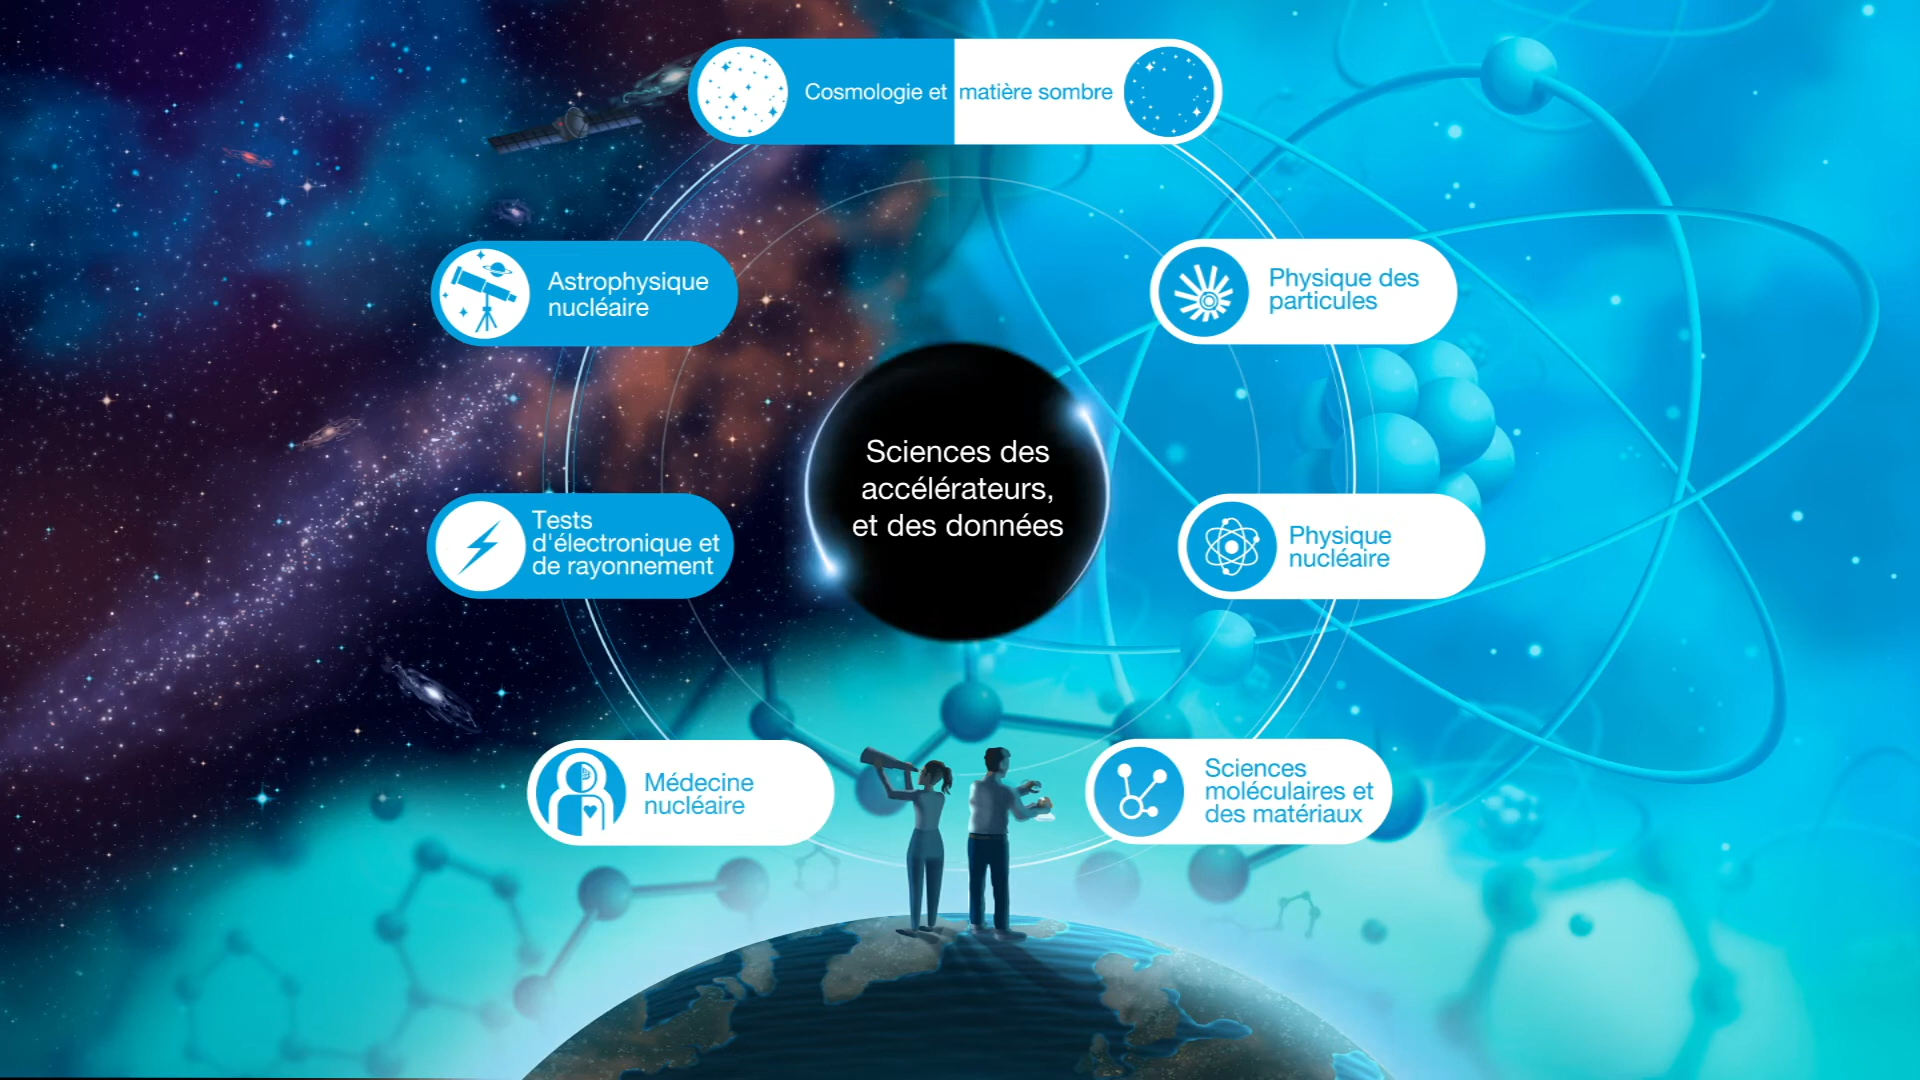 Cosmologie et matière sombre
Astrophysique
nucléaire
Physique des
particules
Sciences des
accélérateurs,
et des données
Tests
d'électronique et
de rayonnement
Physique
nucléaire
Médecine
nucléaire
Sciences
moléculaires et
des matériaux